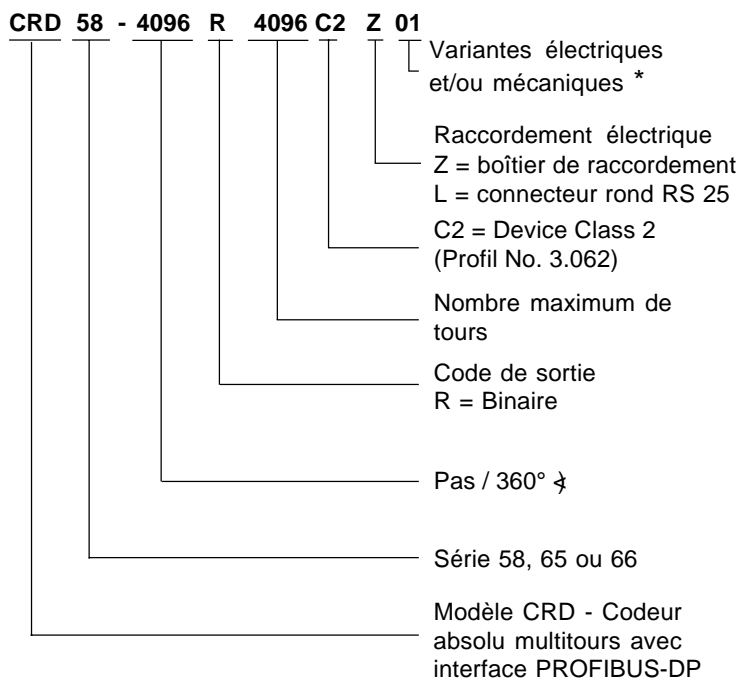 CRD 58 - 4096 R 4096 C2 Z 01
Variantes électriques
et/ou mécaniques *
Raccordement électrique
Z = boîtier de raccordement
L = connecteur rond RS 25
C2 = Device Class 2
(Profil No. 3.062)
Nombre maximum de
tours
Code de sortie
R = Binaire
Pas / 360° ∢
Série 58, 65 ou 66
Modèle CRD - Codeur
absolu multitours avec
interface PROFIBUS-DP